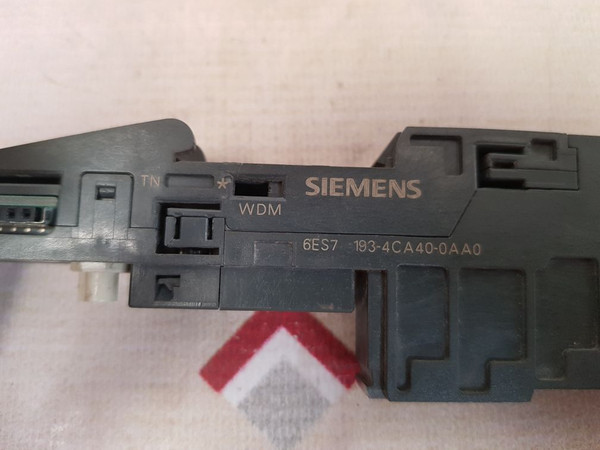 TN * SIEMENS
WDM
6ES7 193-4CA40-0AA0